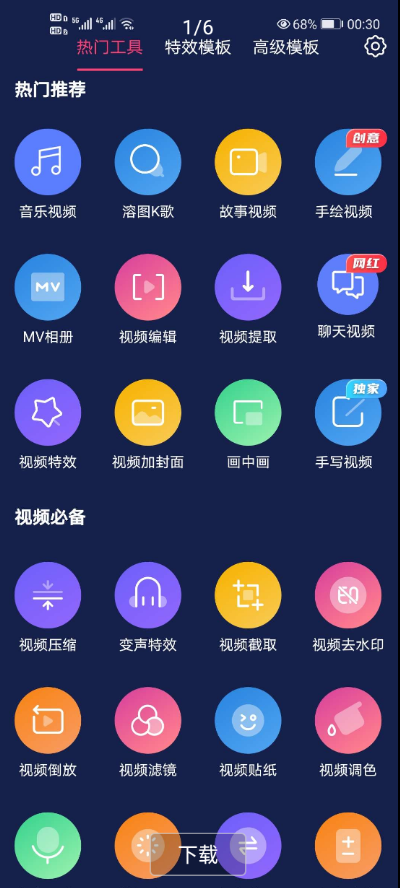 HD 5G 4G 1/6 68% 00:30
HD
热门工具 特效模板 高级模板
热门推荐
创意
音乐视频 溶图K歌 故事视频 手绘视频
MV
网红
MV相册 视频编辑 视频提取 聊天视频
独家
视频特效 视频加封面 画中画 手写视频
视频必备
视频压缩 变声特效 视频截取 视频去水印
视频倒放 视频滤镜 视频贴纸 视频调色
下载